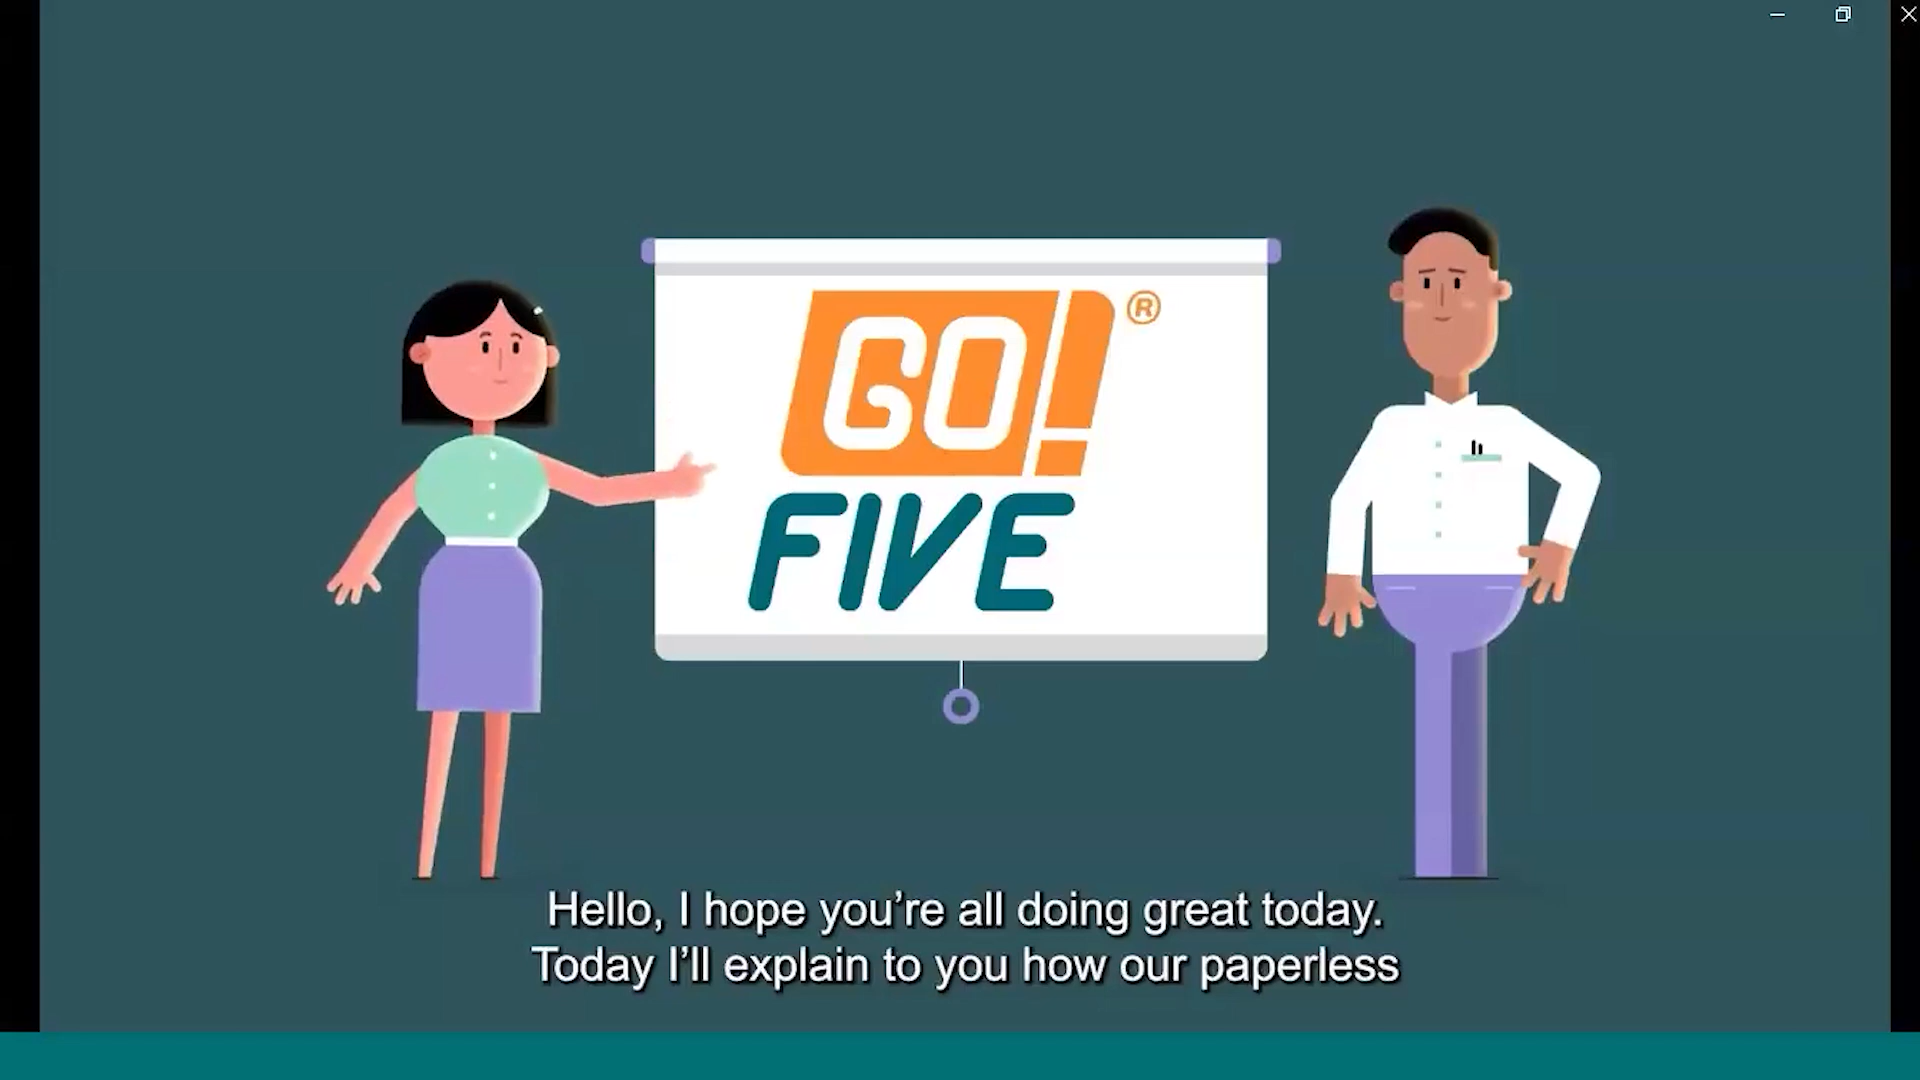 GO! ®
FIVE
Hello, I hope you’re all doing great today.
Today I’ll explain to you how our paperless